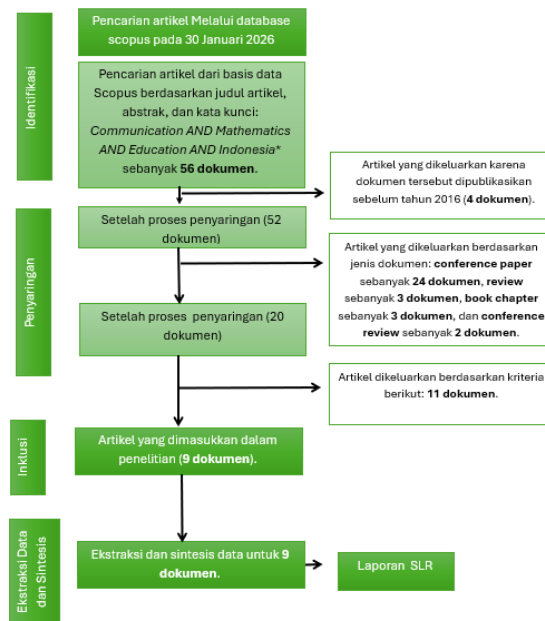 Identifikasi
Pencarian artikel Melalui database
scopus pada 30 Januari 2026
Pencarian artikel dari basis data
Scopus berdasarkan judul artikel,
abstrak, dan kata kunci:
Communication AND Mathematics
AND Education AND Indonesia*
sebanyak 56 dokumen.
Artikel yang dikeluarkan karena
dokumen tersebut dipublikasikan
sebelum tahun 2016 (4 dokumen).
Penyaringan
Setelah proses penyaringan (52
dokumen)
Artikel yang dikeluarkan berdasarkan
jenis dokumen: conference paper
sebanyak 24 dokumen, review
sebanyak 3 dokumen, book chapter
sebanyak 3 dokumen, dan conference
review sebanyak 2 dokumen.
Setelah proses penyaringan (20
dokumen)
Artikel dikeluarkan berdasarkan kriteria
berikut: 11 dokumen.
Inklusi
Artikel yang dimasukkan dalam
penelitian (9 dokumen).
Ekstraksi Data
dan Sintesis
Ekstraksi dan sintesis data untuk 9
dokumen.
Laporan SLR